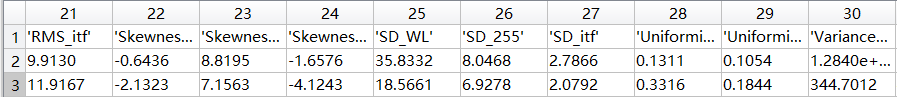 21 22 23 24 25 26 27 28 29 30
1 'RMS_itf' 'Skewnes... 'Skewnes... 'Skewnes... 'SD_WL' 'SD_255' 'SD_itf' 'Uniformi... 'Uniformi... 'Variance...
2 9.9130 -0.6436 8.8195 -1.6576 35.8332 8.0468 2.7866 0.1311 0.1054 1.2840e+...
3 11.9167 -2.1323 7.1563 -4.1243 18.5661 6.9278 2.0792 0.3316 0.1844 344.7012